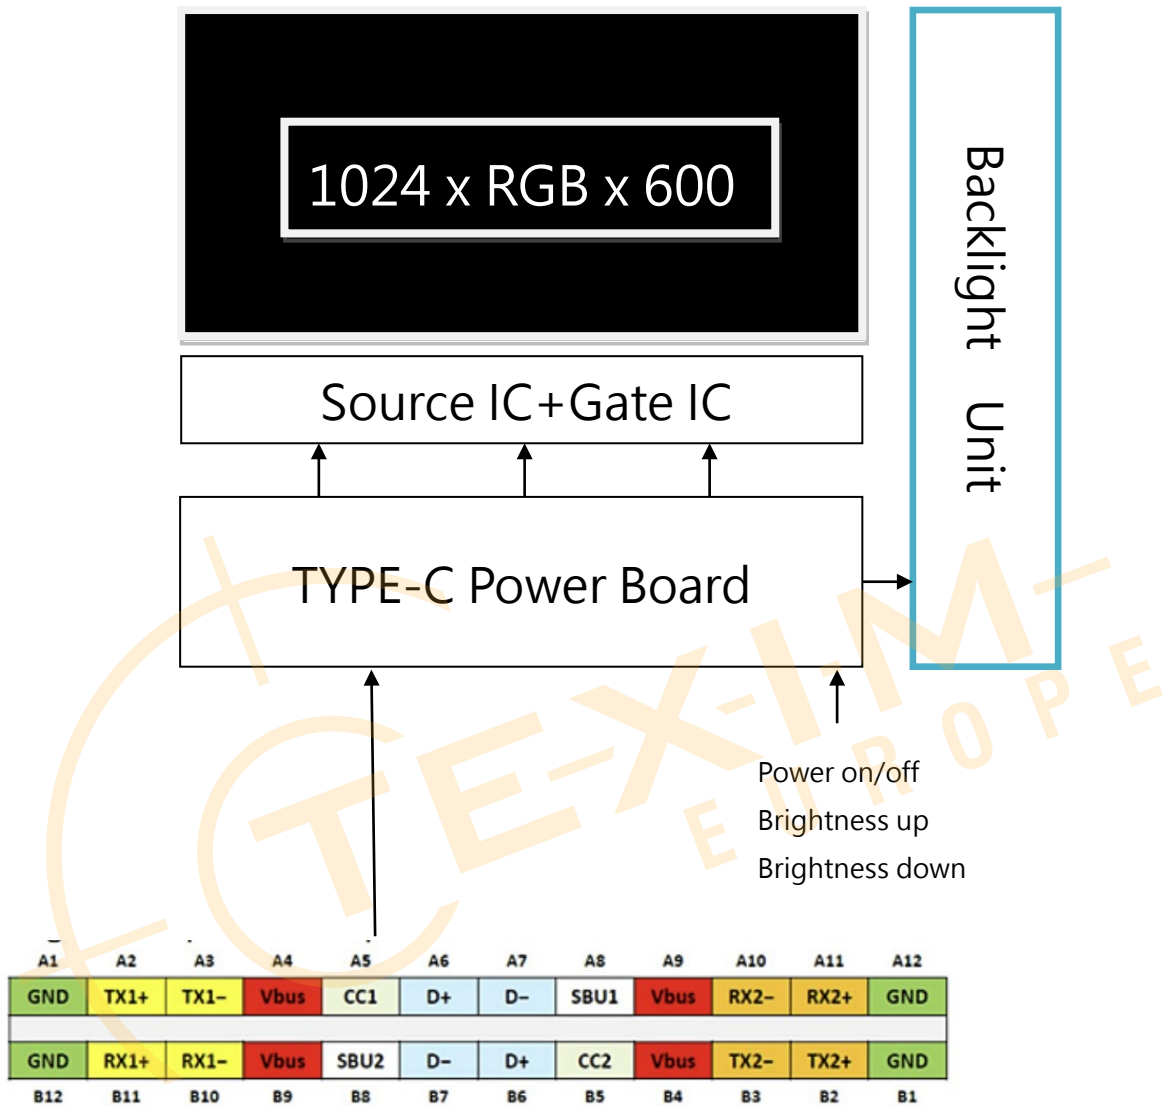 1024 x RGB x 600
Backlight Unit
Source IC+Gate IC
TYPE-C Power Board
TEXIM
EUROPE
Power on/off
Brightness up
Brightness down
A1 A2 A3 A4 A5 A6 A7 A8 A9 A10 A11 A12
GND TX1+ TX1− Vbus CC1 D+ D− SBU1 Vbus RX2− RX2+ GND
GND RX1+ RX1− Vbus SBU2 D− D+ CC2 Vbus TX2− TX2+ GND
B12 B11 B10 B9 B8 B7 B6 B5 B4 B3 B2 B1